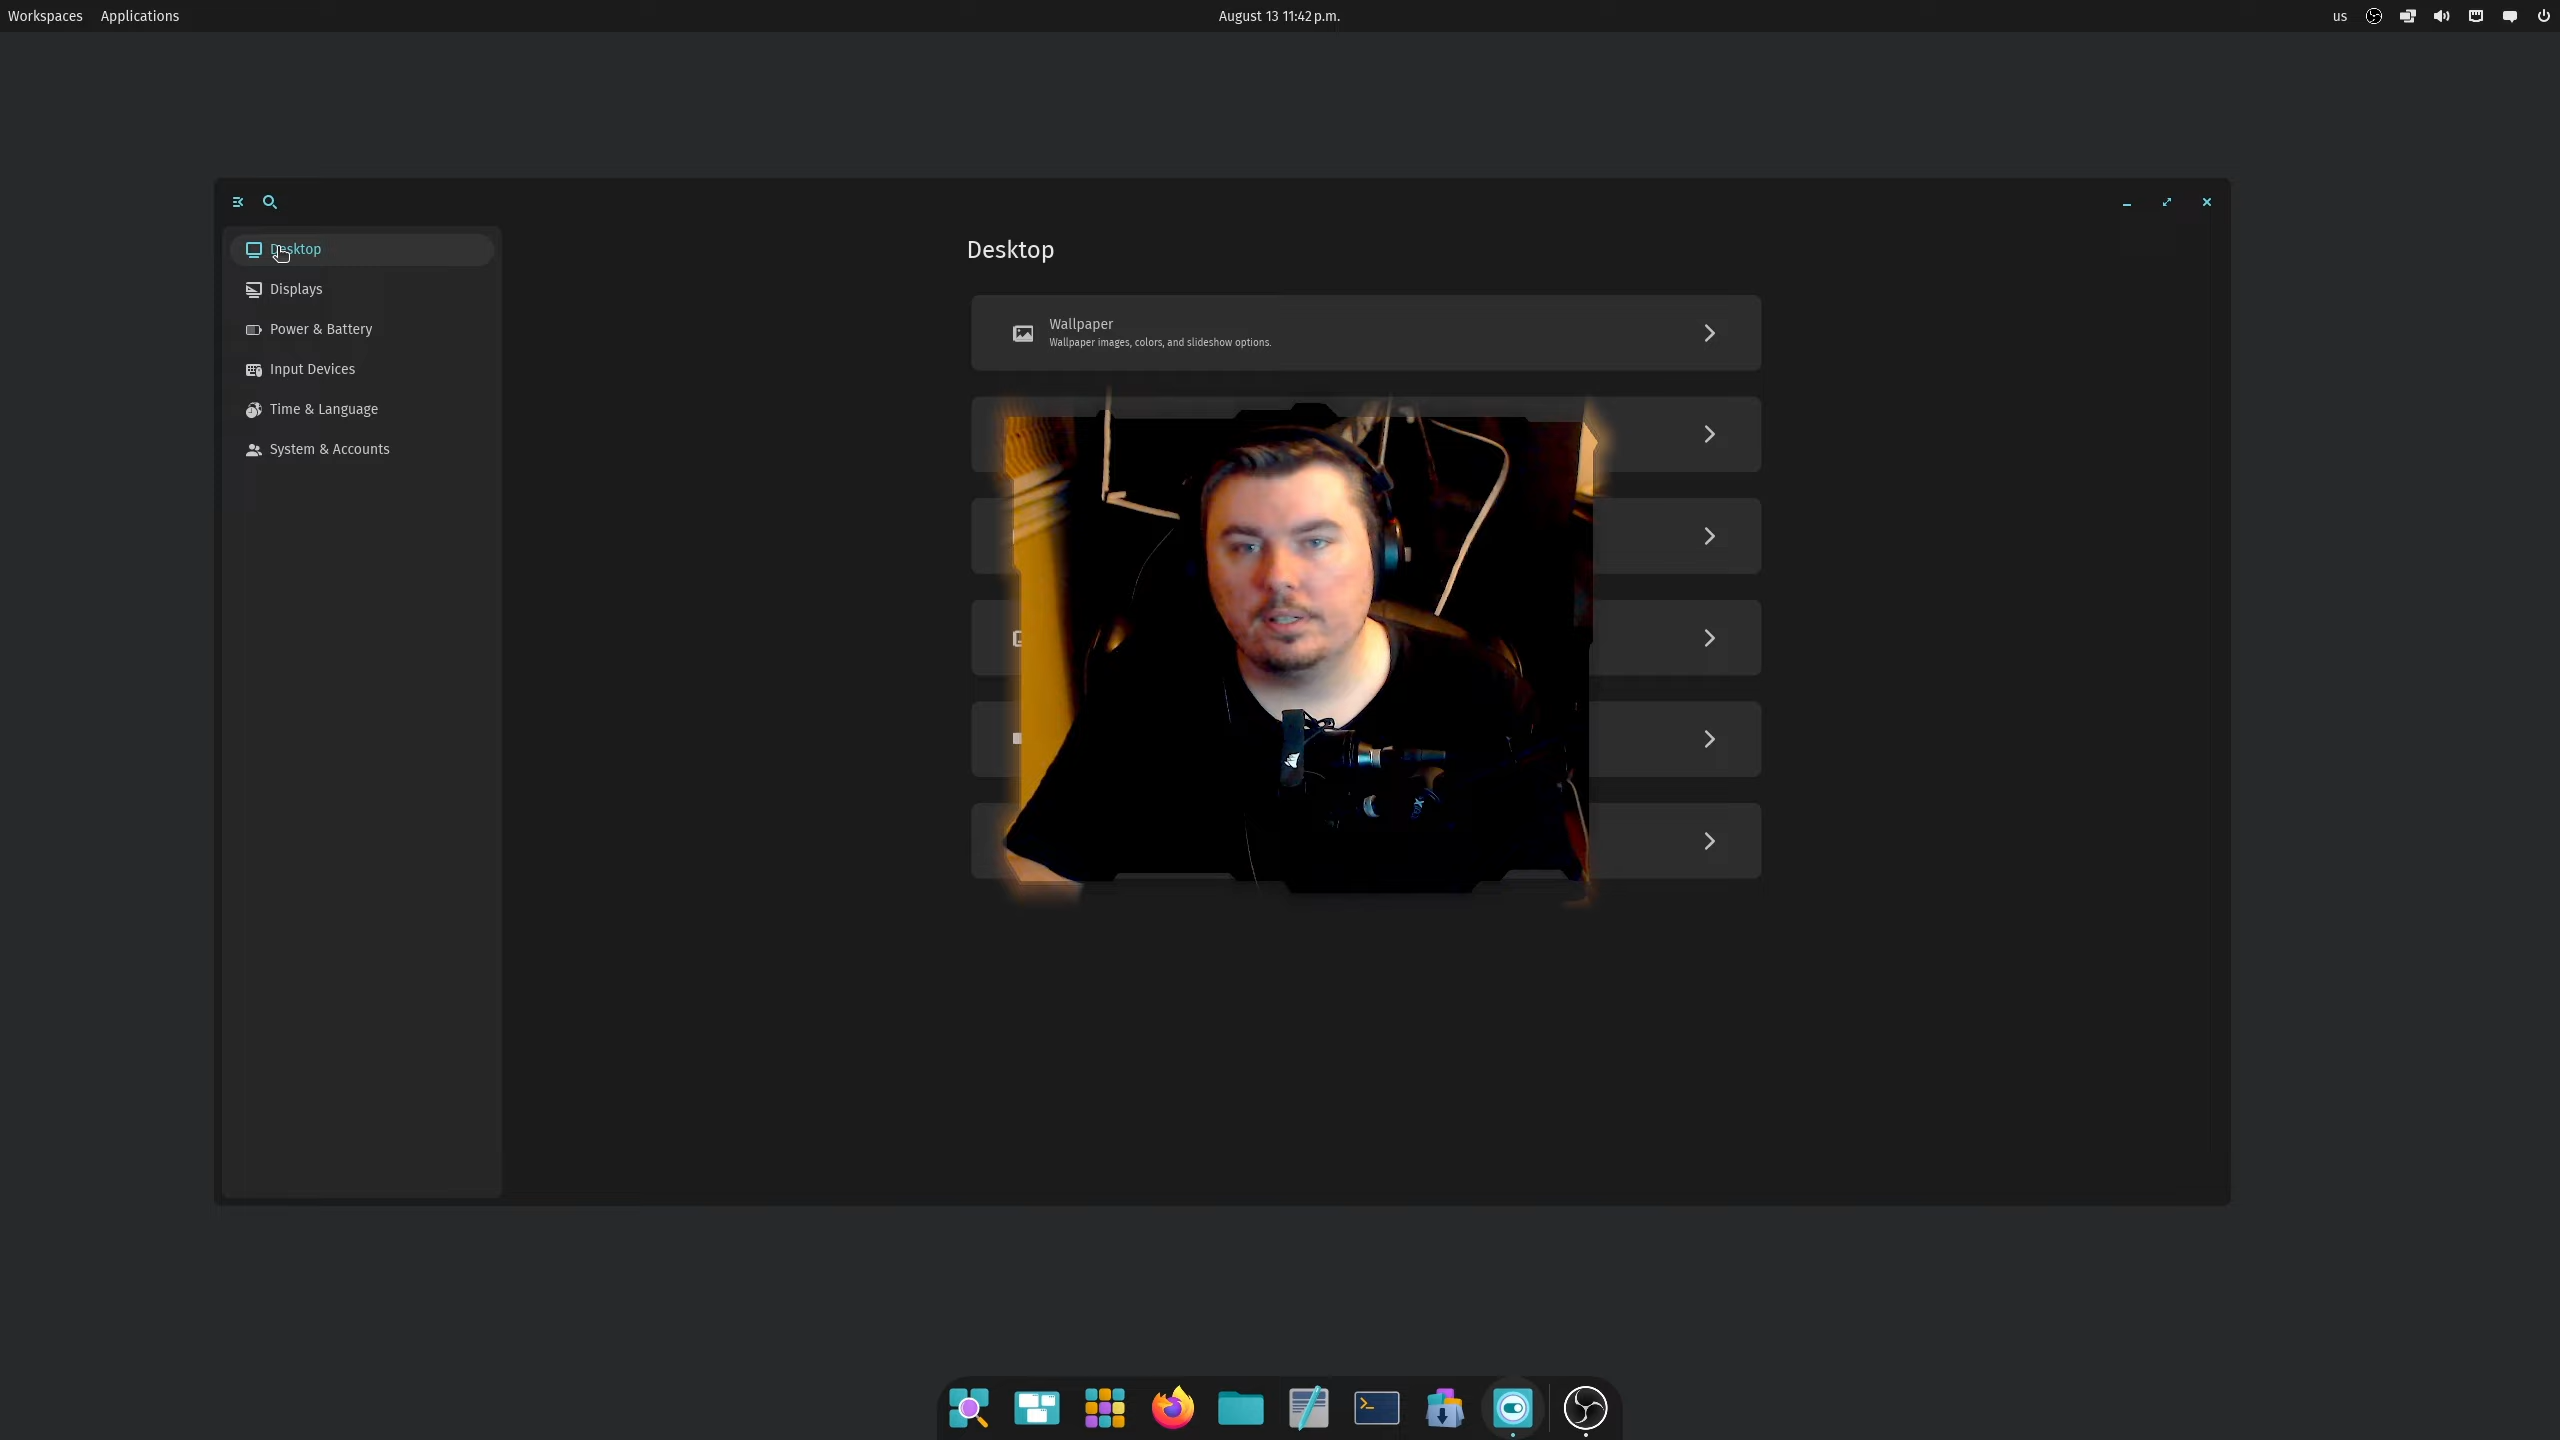 Workspaces Applications August 13 11:42 p.m. us
Desktop
Displays
Power & Battery
Input Devices
Time & Language
System & Accounts
Desktop
Wallpaper
Wallpaper images, colors, and slideshow options.